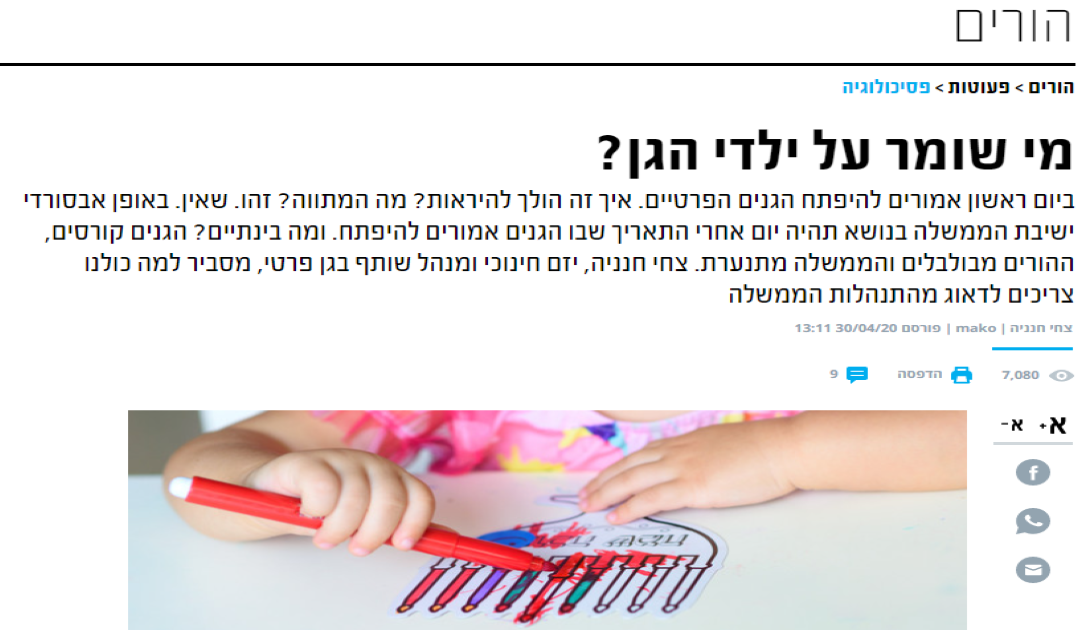 הורים
הורים > פעוטות > פסיכולוגיה
מי שומר על ילדי הגן?
ביום ראשון אמורים להיפתח הגנים הפרטיים. איך זה הולך להיראות? מה המתווה? זהו. שאין. באופן אבסורדי
ישיבת הממשלה בנושא תהיה יום אחרי התאריך שבו הגנים אמורים להיפתח. ומה בינתיים? הגנים קורסים,
ההורים מבולבלים והממשלה מתנערת. צחי חנניה, יזם חינוכי ומנהל שותף בגן פרטי, מסביר למה כולנו
צריכים לדאוג מהתנהלות הממשלה
צחי חנניה | mako | פורסם 30/04/20 13:11
7,080 הדפסה 9
א+ א-